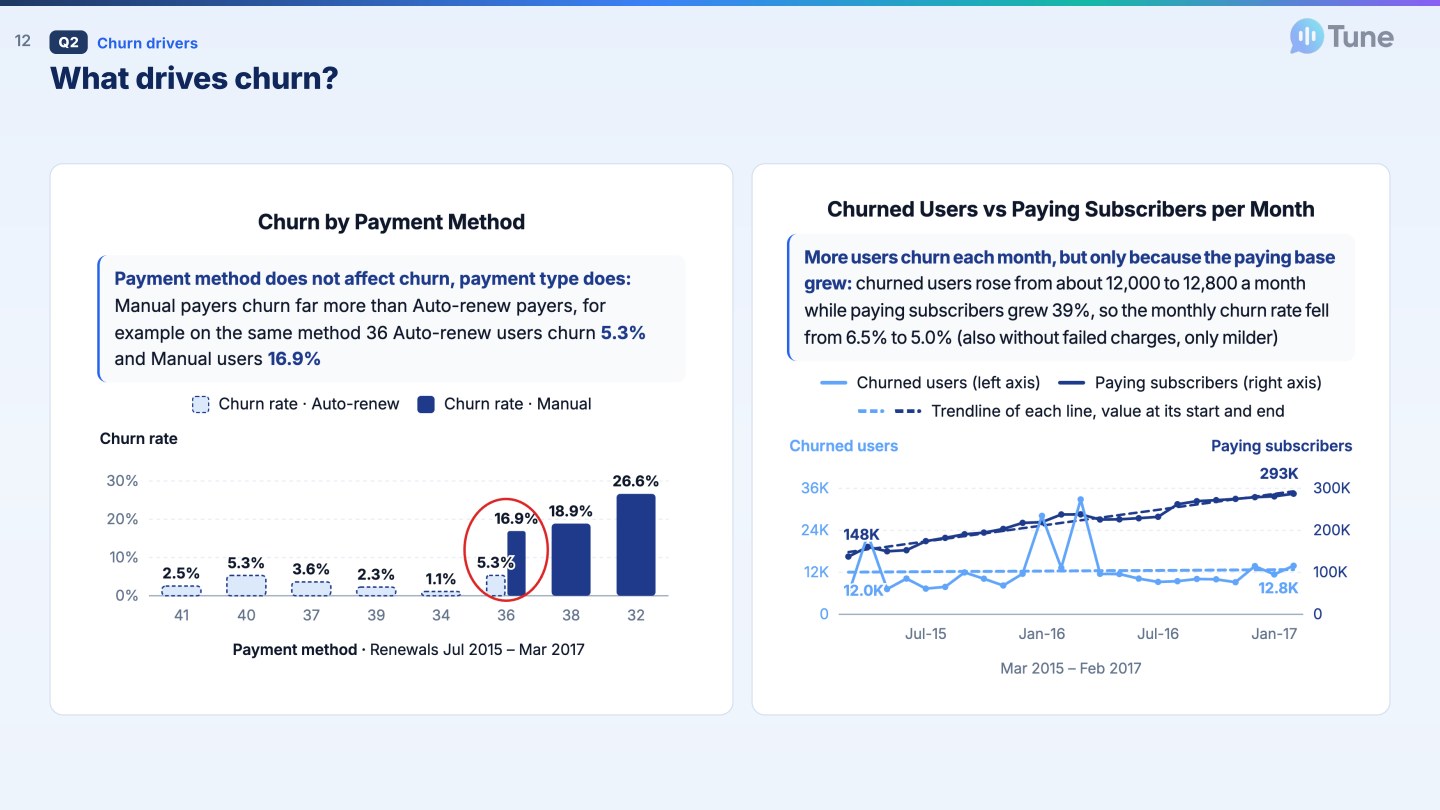 12
Q2 Churn drivers
Tune
What drives churn?
Churn by Payment Method
Payment method does not affect churn, payment type does:
Manual payers churn far more than Auto-renew payers, for
example on the same method 36 Auto-renew users churn 5.3%
and Manual users 16.9%
Churn rate · Auto-renew
Churn rate · Manual
Churn rate
30%
20%
10%
0%
2.5%
5.3%
3.6%
2.3%
1.1%
5.3%
16.9%
18.9%
26.6%
41 40 37 39 34 36 38 32
Payment method · Renewals Jul 2015 – Mar 2017
Churned Users vs Paying Subscribers per Month
More users churn each month, but only because the paying base
grew: churned users rose from about 12,000 to 12,800 a month
while paying subscribers grew 39%, so the monthly churn rate fell
from 6.5% to 5.0% (also without failed charges, only milder)
Churned users (left axis)
Paying subscribers (right axis)
Trendline of each line, value at its start and end
Churned users
Paying subscribers
36K
24K
12K
0
148K
12.0K
293K
12.8K
300K
200K
100K
0
Jul-15 Jan-16 Jul-16 Jan-17
Mar 2015 – Feb 2017